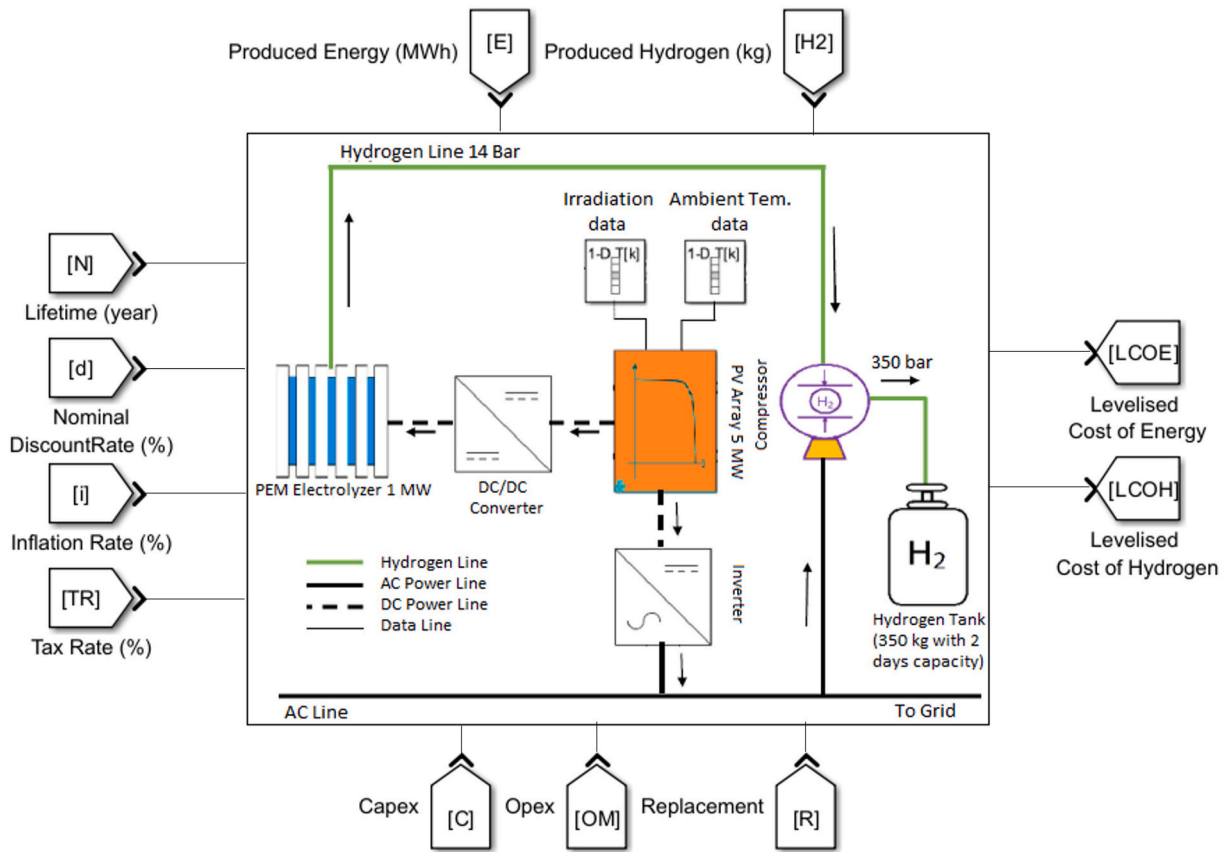 Produced Energy (MWh)
[E]
Produced Hydrogen (kg)
[H2]
Hydrogen Line 14 Bar
Irradiation
data
Ambient Tem.
data
1-D T[k]
1-D T[k]
[N]
Lifetime (year)
[d]
Nominal
DiscountRate (%)
[i]
Inflation Rate (%)
[TR]
Tax Rate (%)
PEM Electrolyzer 1 MW
DC/DC
Converter
PV Array 5 MW
Compressor
H2
350 bar
H2
Hydrogen Tank
(350 kg with 2
days capacity)
[LCOE]
Levelised
Cost of Energy
[LCOH]
Levelised
Cost of Hydrogen
Hydrogen Line
AC Power Line
DC Power Line
Data Line
Inverter
AC Line
To Grid
Capex
[C]
Opex
[OM]
Replacement
[R]